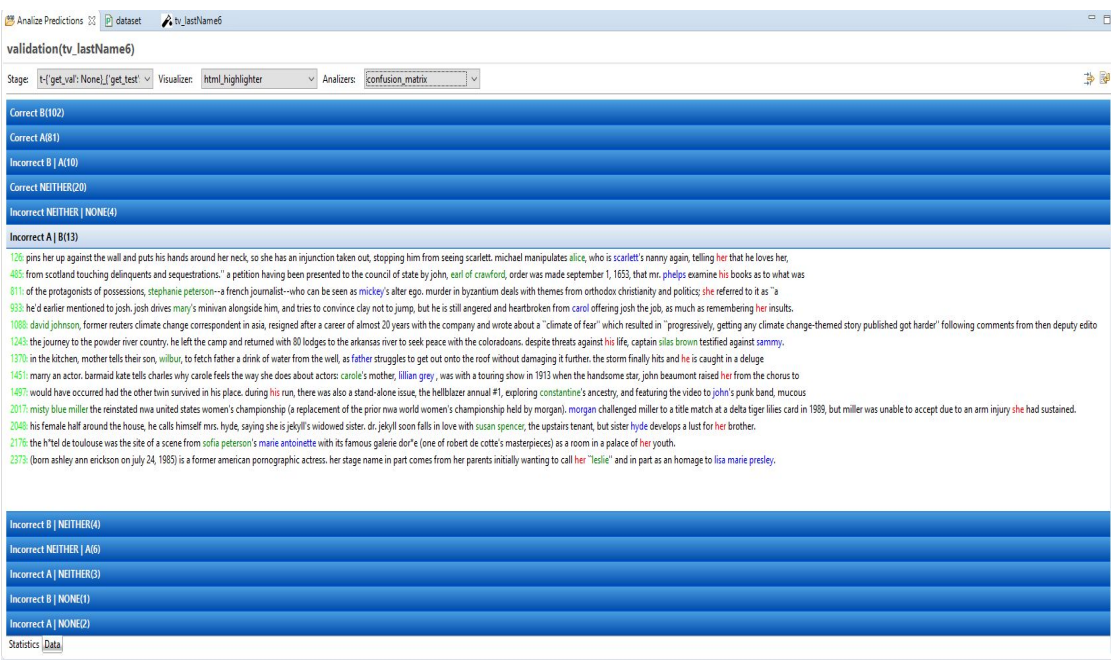 Analize Predictions dataset tv_lastName6
validation(tv_lastName6)
Stage: t-{'get_val': None}_{'get_test': Visualizer: html_highlighter Analizers: confusion_matrix
Correct B(102)
Correct A(81)
Incorrect B | A(10)
Correct NEITHER(20)
Incorrect NEITHER | NONE(4)
Incorrect A | B(13)
126: pins her up against the wall and puts his hands around her neck, so she has an injunction taken out, stopping him from seeing scarlett. michael manipulates alice, who is scarlett's nanny again, telling her that he loves her,
485: from scotland touching delinquents and sequestrations." a petition having been presented to the council of state by john, earl of crawford, order was made september 1, 1653, that mr. phelps examine his books as to what was
811: of the protagonists of possessions, stephanie peterson--a french journalist--who can be seen as mickey's alter ego. murder in byzantium deals with themes from orthodox christianity and politics; she referred to it as ``a
933: he'd earlier mentioned to josh. josh drives mary's minivan alongside him, and tries to convince clay not to jump, but he is still angered and heartbroken from carol offering josh the job, as much as remembering her insults.
1088: david johnson, former reuters climate change correspondent in asia, resigned after a career of almost 20 years with the company and wrote about a ``climate of fear'' which resulted in ``progressively, getting any climate change-themed story published got harder'' following comments from then deputy edito
1243: the journey to the powder river country. he left the camp and returned with 80 lodges to the arkansas river to seek peace with the coloradoans. despite threats against his life, captain silas brown testified against sammy.
1370: in the kitchen, mother tells their son, wilbur, to fetch father a drink of water from the well, as father struggles to get out onto the roof without damaging it further. the storm finally hits and he is caught in a deluge
1451: marry an actor. barmaid kate tells charles why carole feels the way she does about actors: carole's mother, lillian grey , was with a touring show in 1913 when the handsome star, john beaumont raised her from the chorus to
1497: would have occurred had the other twin survived in his place. during his run, there was also a stand-alone issue, the hellblazer annual #1, exploring constantine's ancestry, and featuring the video to john's punk band, mucous
2017: misty blue miller the reinstated nwa united states women's championship (a replacement of the prior nwa world women's championship held by morgan). morgan challenged miller to a title match at a delta tiger lilies card in 1989, but miller was unable to accept due to an arm injury she had sustained.
2048: his female half around the house, he calls himself mrs. hyde, saying she is jekyll's widowed sister. dr. jekyll soon falls in love with susan spencer, the upstairs tenant, but sister hyde develops a lust for her brother.
2176: the h*tel de toulouse was the site of a scene from sofia peterson's marie antoinette with its famous galerie dor*e (one of robert de cotte's masterpieces) as a room in a palace of her youth.
2373: (born ashley ann erickson on july 24, 1985) is a former american pornographic actress. her stage name in part comes from her parents initially wanting to call her ``leslie'' and in part as an homage to lisa marie presley.
Incorrect B | NEITHER(4)
Incorrect NEITHER | A(6)
Incorrect A | NEITHER(3)
Incorrect B | NONE(1)
Incorrect A | NONE(2)
Statistics Data